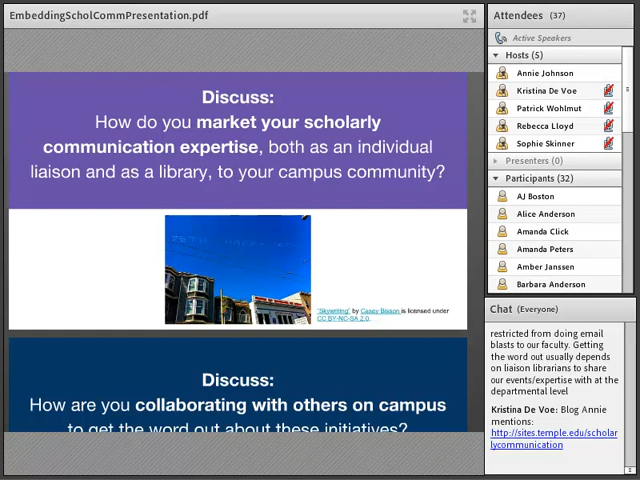 EmbeddingScholCommPresentation.pdf
Discuss:
How do you market your scholarly
communication expertise, both as an individual
liaison and as a library, to your campus community?
"Skywriting" by Casey Bisson is licensed under
CC BY-NC-SA 2.0.
Discuss:
How are you collaborating with others on campus
to get the word out about these initiatives?
Attendees (37)
Active Speakers
Hosts (5)
Annie Johnson
Kristina De Voe
Patrick Wohlmut
Rebecca Lloyd
Sophie Skinner
Presenters (0)
Participants (32)
AJ Boston
Alice Anderson
Amanda Click
Amanda Peters
Amber Janssen
Barbara Anderson
Chat (Everyone)
restricted from doing email
blasts to our faculty. Getting
the word out usually depends
on liaison librarians to share
our events/expertise with at the
departmental level
Kristina De Voe: Blog Annie
mentions:
http://sites.temple.edu/scholar
lycommunication